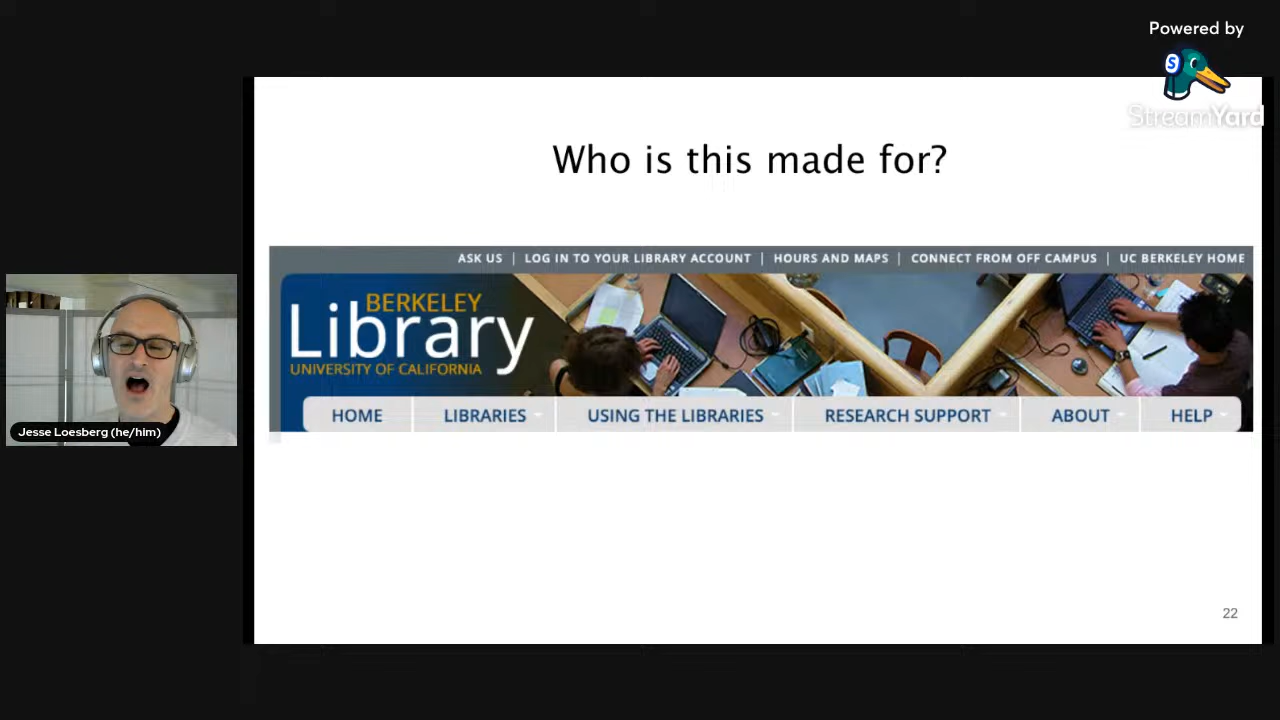 Powered by
S
StreamYard
Who is this made for?
ASK US | LOG IN TO YOUR LIBRARY ACCOUNT | HOURS AND MAPS | CONNECT FROM OFF CAMPUS | UC BERKELEY HOME
BERKELEY
Library
UNIVERSITY OF CALIFORNIA
HOME LIBRARIES USING THE LIBRARIES RESEARCH SUPPORT ABOUT HELP
Jesse Loesberg (he/him)
22